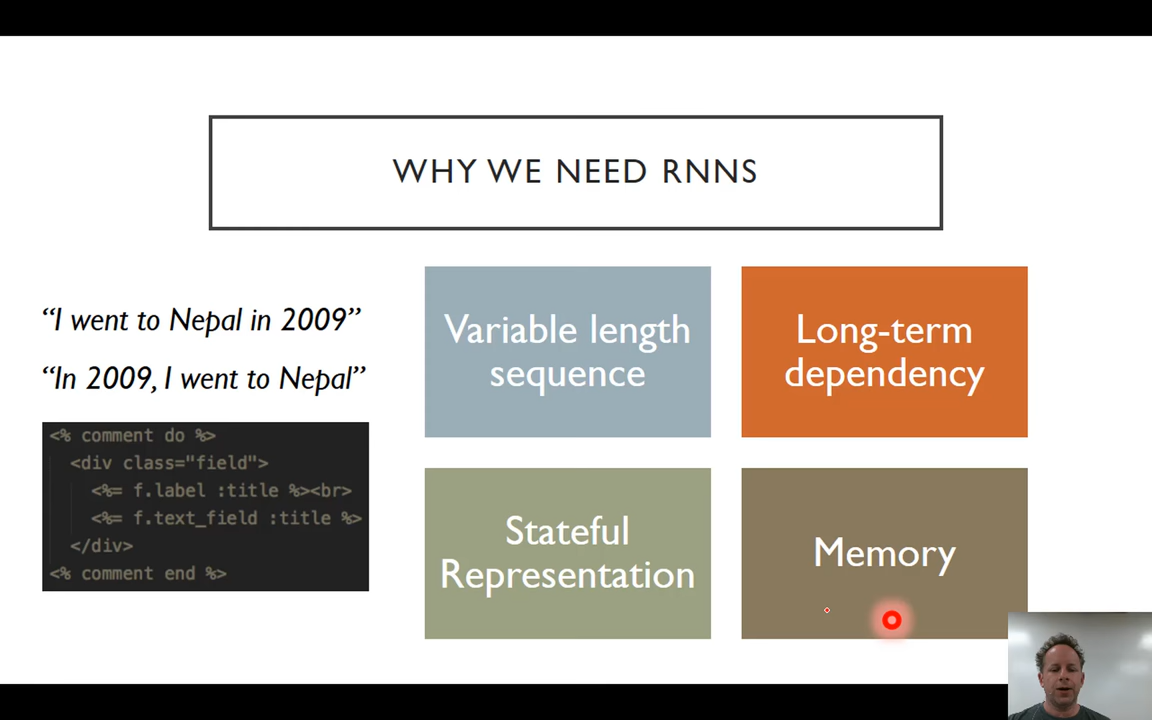 WHY WE NEED RNNS
“I went to Nepal in 2009”
“In 2009, I went to Nepal”
<% comment do %>
<div class="field">
<%= f.label :title %><br>
<%= f.text_field :title %>
</div>
<% comment end %>
Variable length
sequence
Long-term
dependency
Stateful
Representation
Memory